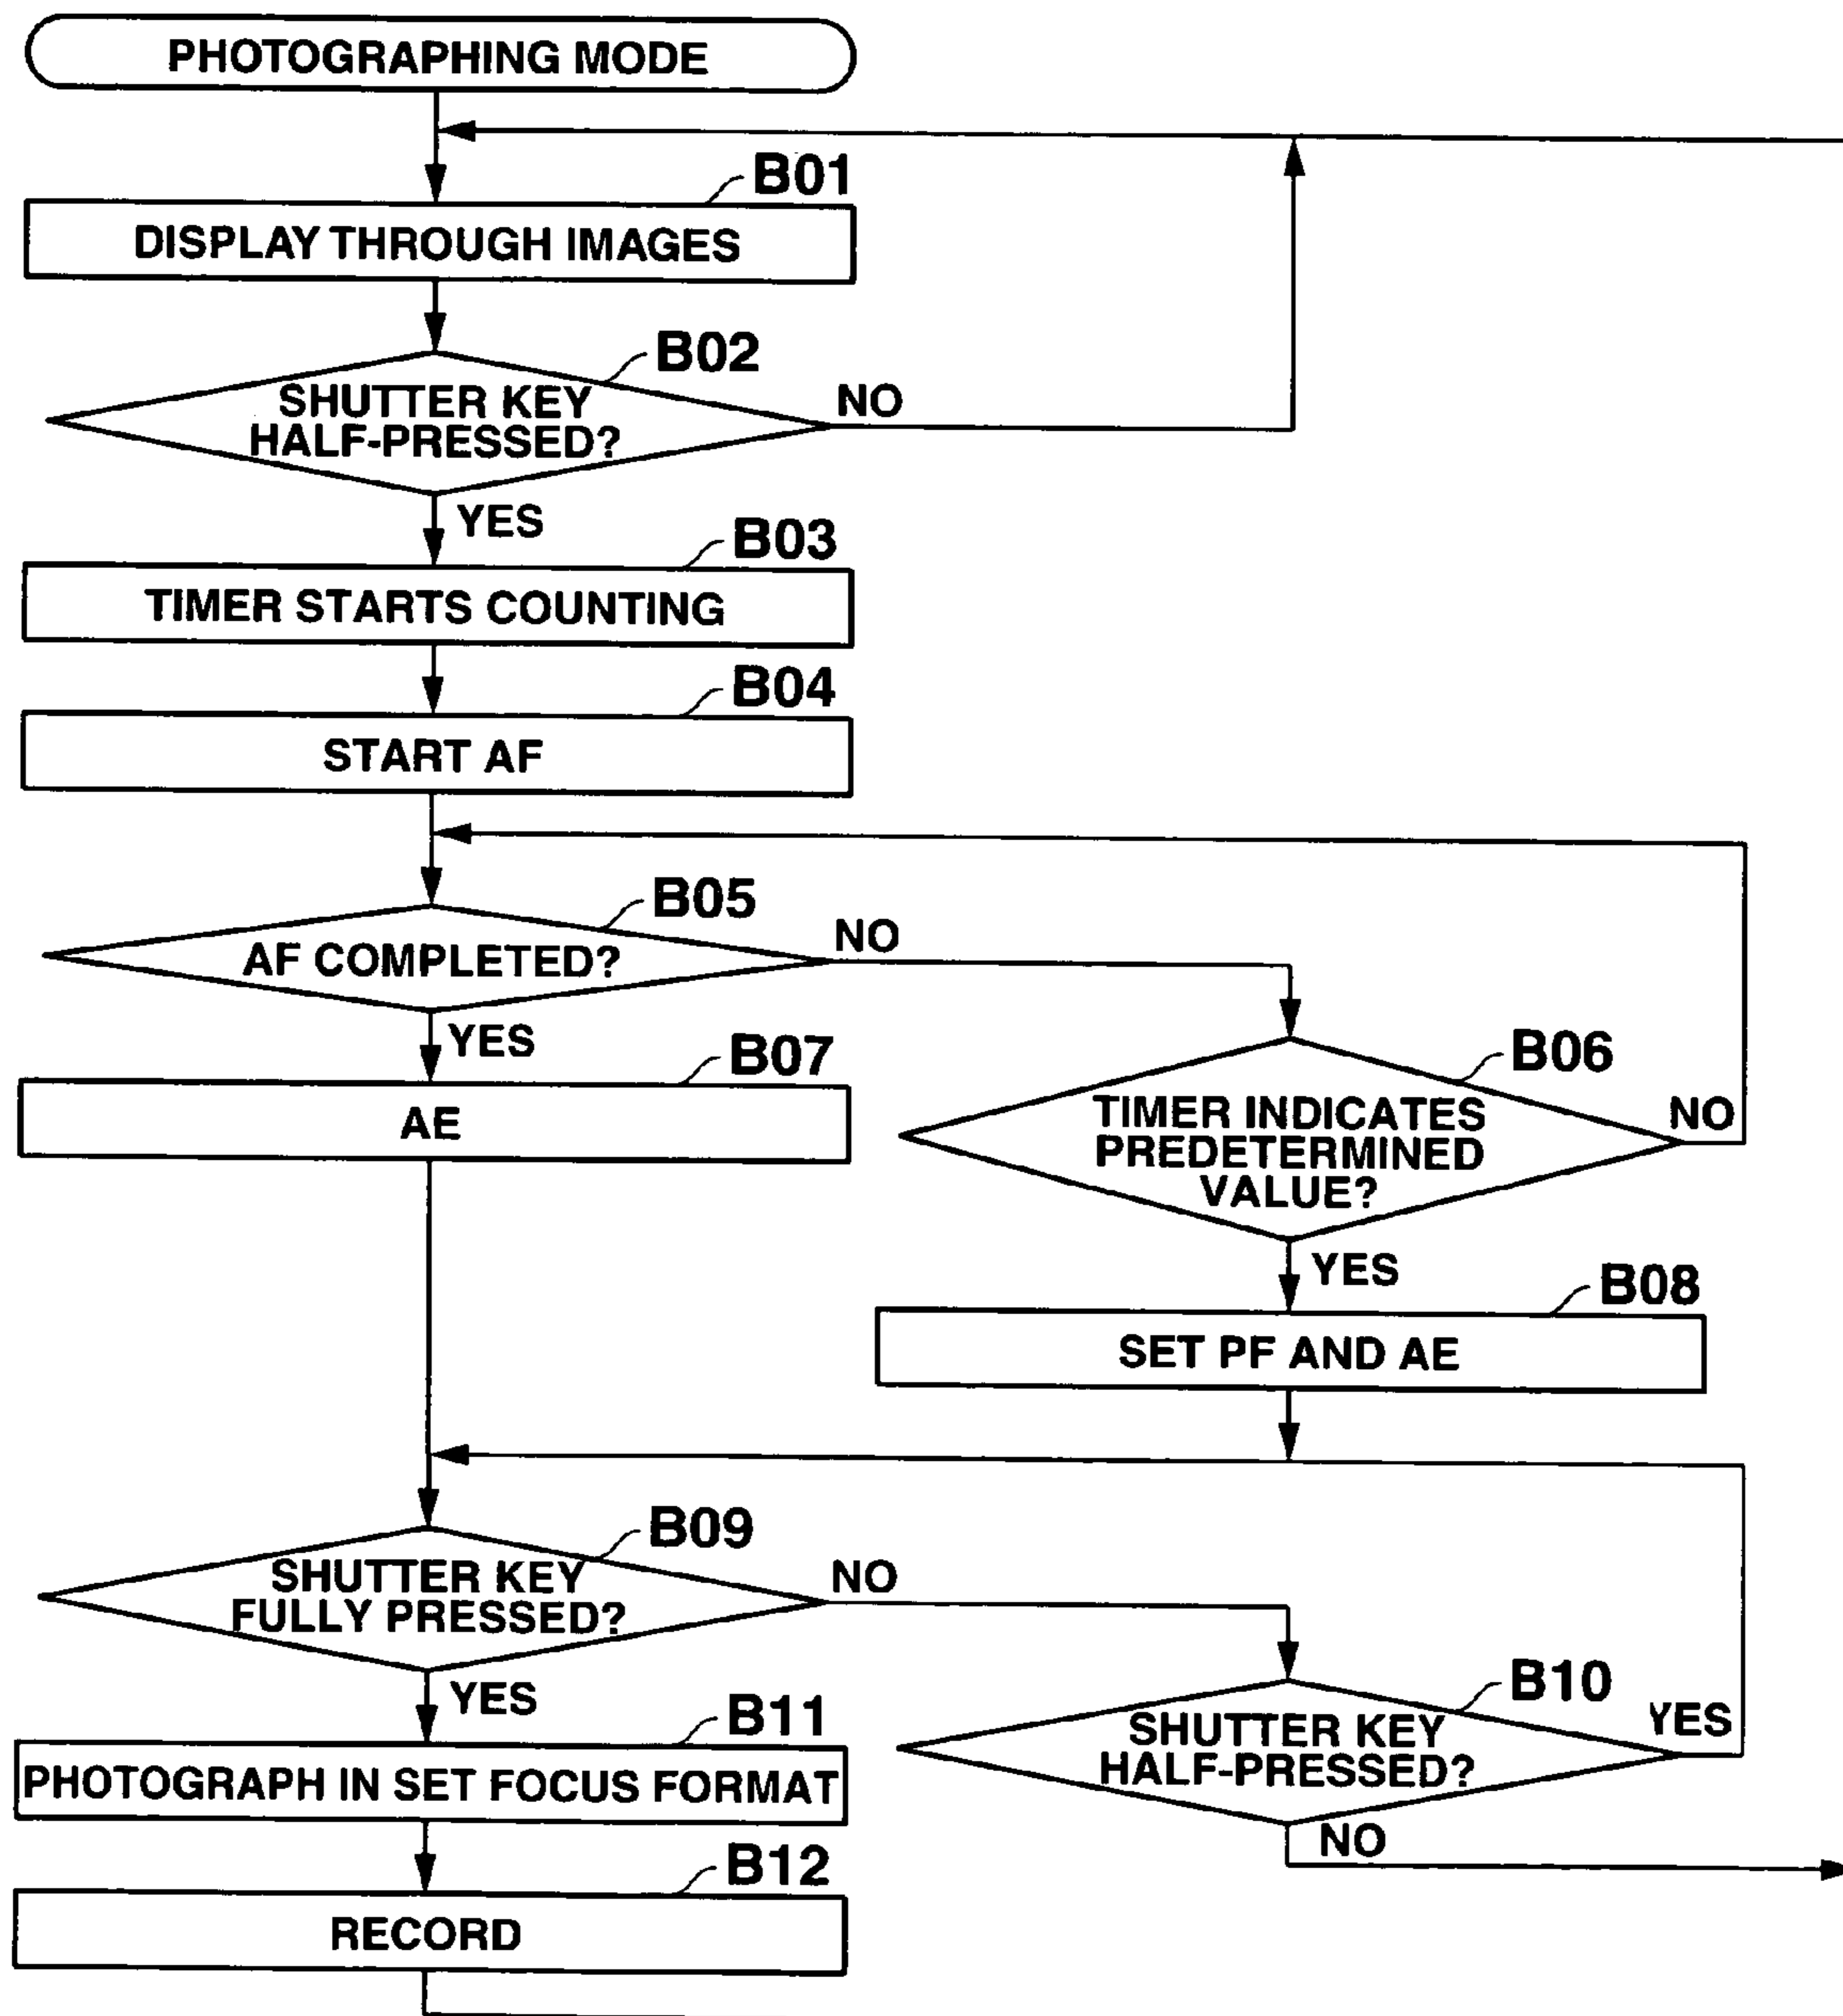 PHOTOGRAPHING MODE
B01
DISPLAY THROUGH IMAGES
B02
SHUTTER KEY
HALF-PRESSED?
NO
YES
B03
TIMER STARTS COUNTING
B04
START AF
B05
AF COMPLETED?
NO
YES
B06
TIMER INDICATES
PREDETERMINED
VALUE?
NO
YES
B07
AE
B08
SET PF AND AE
B09
SHUTTER KEY
FULLY PRESSED?
NO
YES
B10
SHUTTER KEY
HALF-PRESSED?
YES
NO
B11
PHOTOGRAPH IN SET FOCUS FORMAT
B12
RECORD